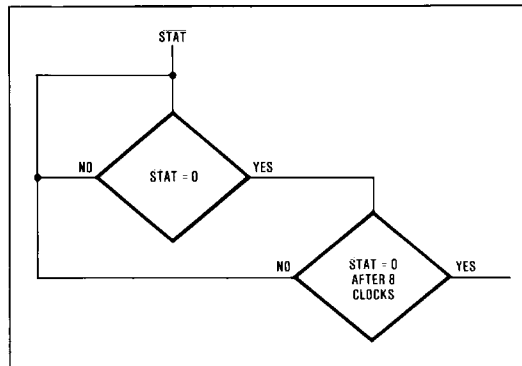 STAT
NO
STAT = 0
YES
NO
STAT = 0
AFTER 8
CLOCKS
YES